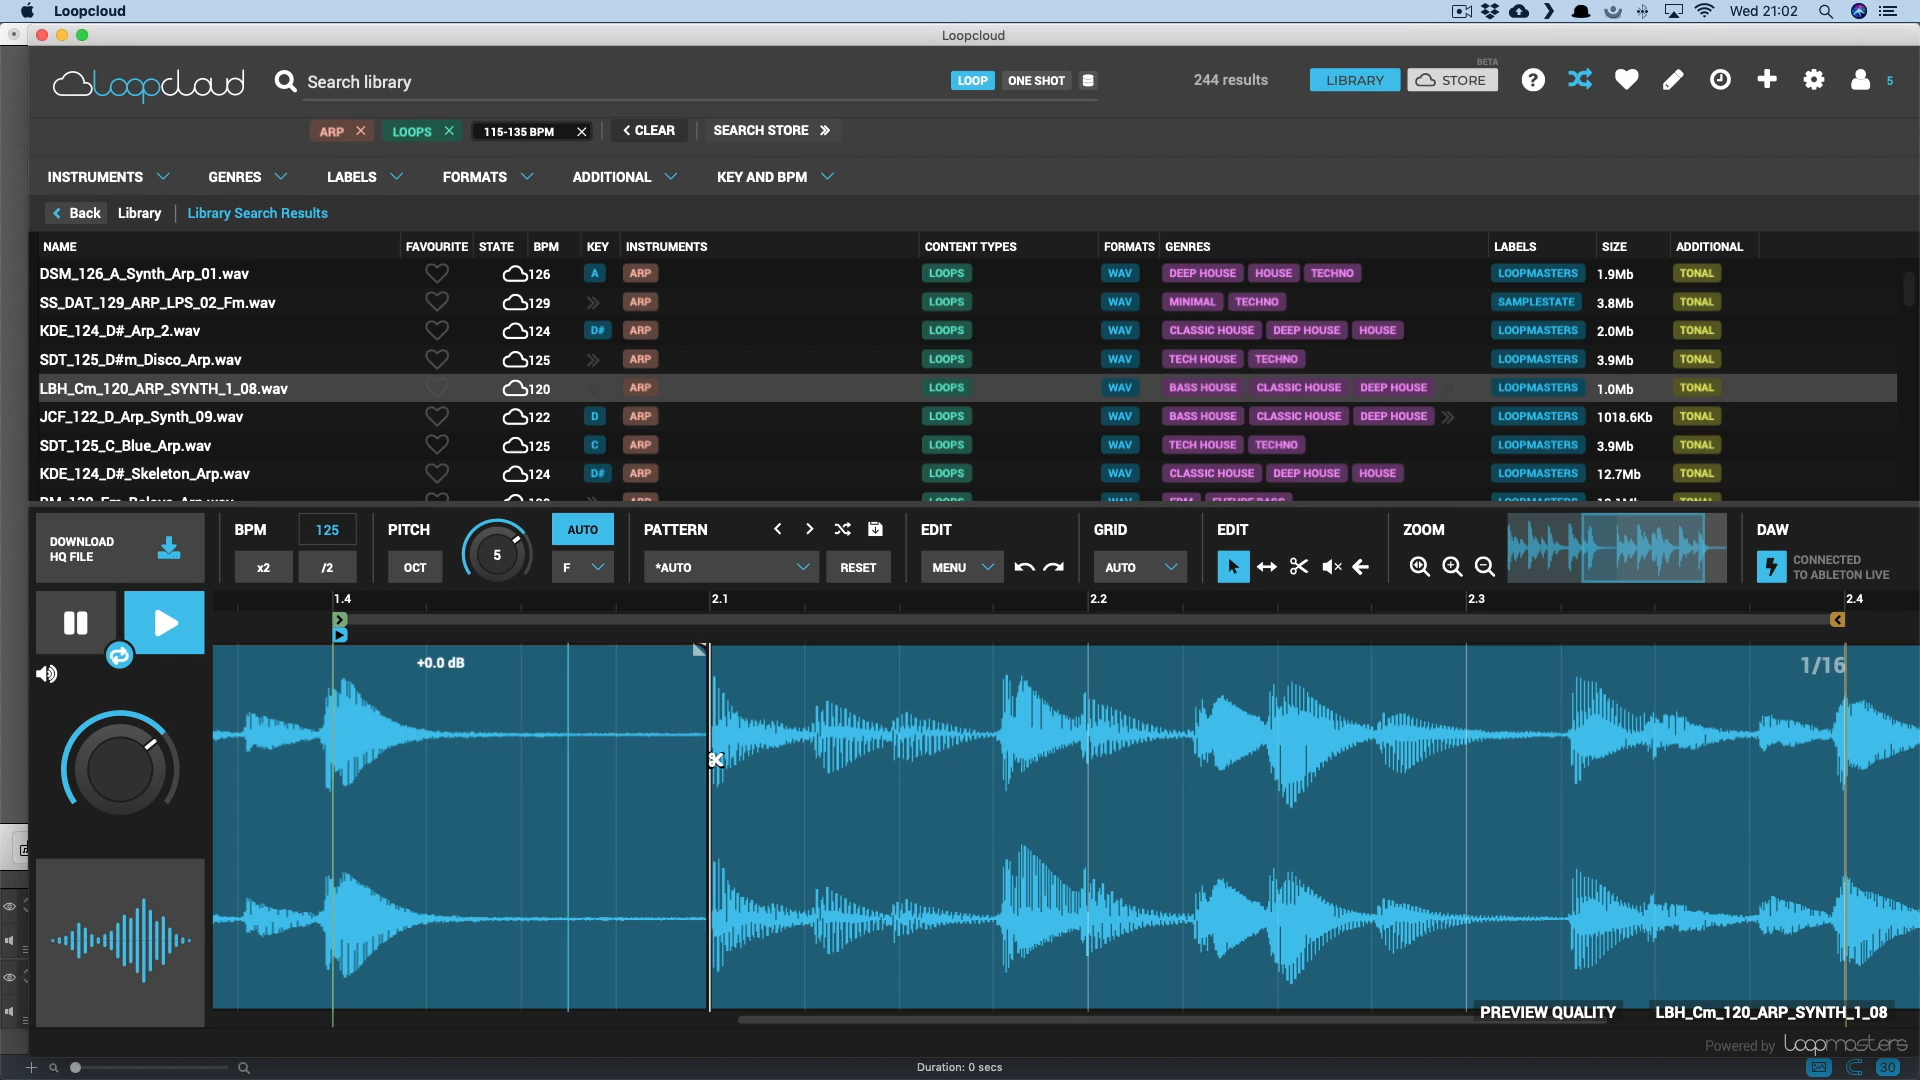 Loopcloud
Wed 21:02
Loopcloud
loopcloud
Search library
LOOP ONE SHOT
244 results
LIBRARY
BETA
STORE
5
ARP LOOPS 115-135 BPM CLEAR SEARCH STORE
INSTRUMENTS GENRES LABELS FORMATS ADDITIONAL KEY AND BPM
Back Library Library Search Results
NAME FAVOURITE STATE BPM KEY INSTRUMENTS CONTENT TYPES FORMATS GENRES LABELS SIZE ADDITIONAL
DSM_126_A_Synth_Arp_01.wav 126 A ARP LOOPS WAV DEEP HOUSE HOUSE TECHNO LOOPMASTERS 1.9Mb TONAL
SS_DAT_129_ARP_LPS_02_Fm.wav 129 ARP LOOPS WAV MINIMAL TECHNO SAMPLESTATE 3.8Mb TONAL
KDE_124_D#_Arp_2.wav 124 D# ARP LOOPS WAV CLASSIC HOUSE DEEP HOUSE HOUSE LOOPMASTERS 2.0Mb TONAL
SDT_125_D#m_Disco_Arp.wav 125 ARP LOOPS WAV TECH HOUSE TECHNO LOOPMASTERS 3.9Mb TONAL
LBH_Cm_120_ARP_SYNTH_1_08.wav 120 ARP LOOPS WAV BASS HOUSE CLASSIC HOUSE DEEP HOUSE LOOPMASTERS 1.0Mb TONAL
JCF_122_D_Arp_Synth_09.wav 122 D ARP LOOPS WAV BASS HOUSE CLASSIC HOUSE DEEP HOUSE LOOPMASTERS 1018.6Kb TONAL
SDT_125_C_Blue_Arp.wav 125 C ARP LOOPS WAV TECH HOUSE TECHNO LOOPMASTERS 3.9Mb TONAL
KDE_124_D#_Skeleton_Arp.wav 124 D# ARP LOOPS WAV CLASSIC HOUSE DEEP HOUSE HOUSE LOOPMASTERS 12.7Mb TONAL
DOWNLOAD
HQ FILE
BPM 125
x2 /2
PITCH
OCT
5
AUTO
F
PATTERN
*AUTO RESET
EDIT
MENU
GRID
AUTO
EDIT
ZOOM
DAW
CONNECTED
TO ABLETON LIVE
1.4 2.1 2.2 2.3 2.4
+0.0 dB
1/16
PREVIEW QUALITY LBH_Cm_120_ARP_SYNTH_1_08
Powered by Loopmasters
Duration: 0 secs
30